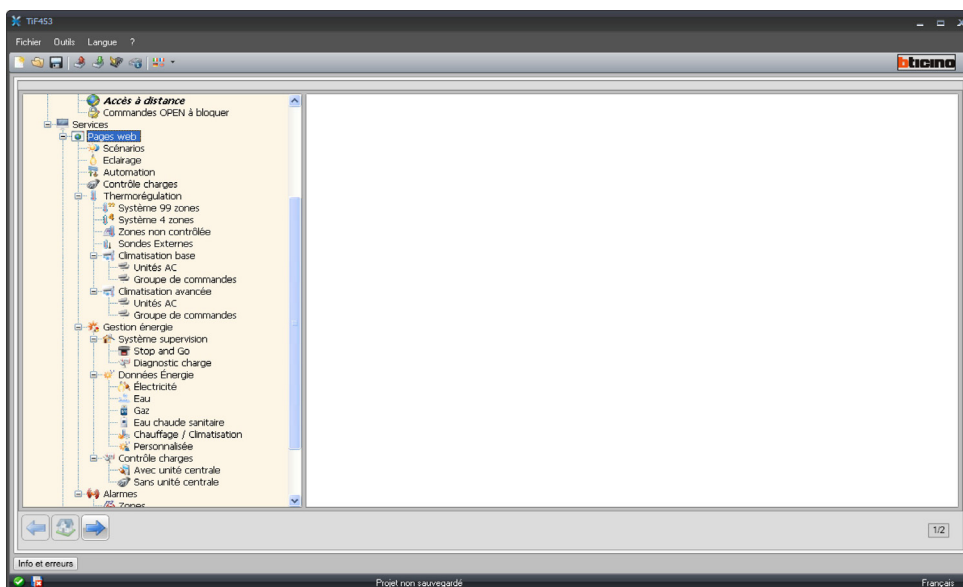 TiF453
Fichier Outils Langue ?
bticino
Accès à distance
Commandes OPEN à bloquer
Services
Pages web
Scénarios
Eclairage
Automation
Contrôle charges
Thermorégulation
Système 99 zones
Système 4 zones
Zones non contrôlée
Sondes Externes
Climatisation base
Unités AC
Groupe de commandes
Climatisation avancée
Unités AC
Groupe de commandes
Gestion énergie
Système supervision
Stop and Go
Diagnostic charge
Données Énergie
Électricité
Eau
Gaz
Eau chaude sanitaire
Chauffage / Climatisation
Personnalisée
Contrôle charges
Avec unité centrale
Sans unité centrale
Alarmes
Zones
1/2
Info et erreurs
Projet non sauvegardé
Français